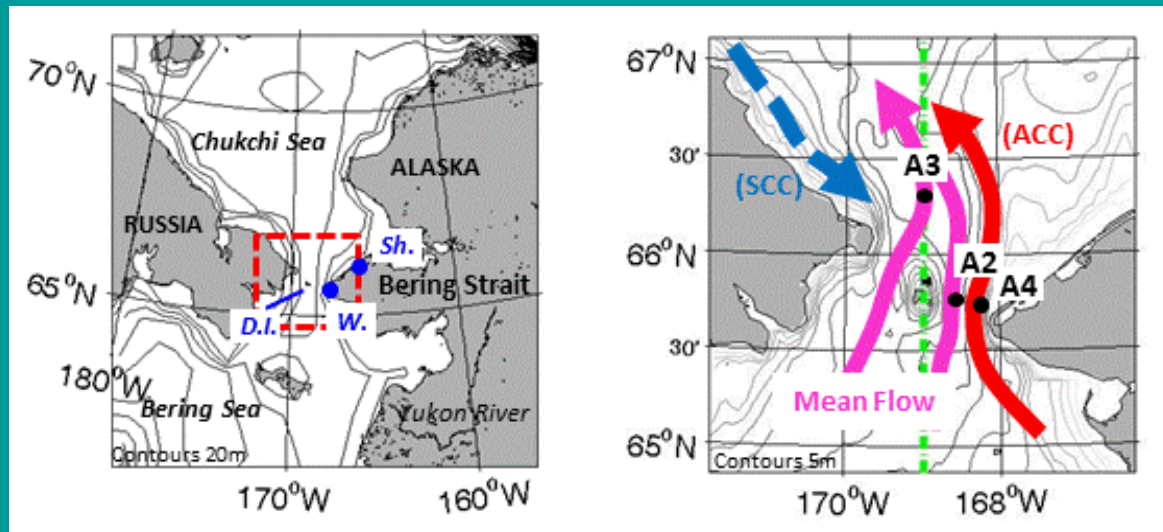 70°N
Chukchi Sea
ALASKA
RUSSIA
Sh.
65°N
Bering Strait
D.I.
W.
180°W
Bering Sea
Yukon River
Contours 20m
170°W
160°W
67°N
(ACC)
30'
A3
(SCC)
66°N
A2
A4
30'
Mean Flow
65°N
Contours 5m
170°W
168°W